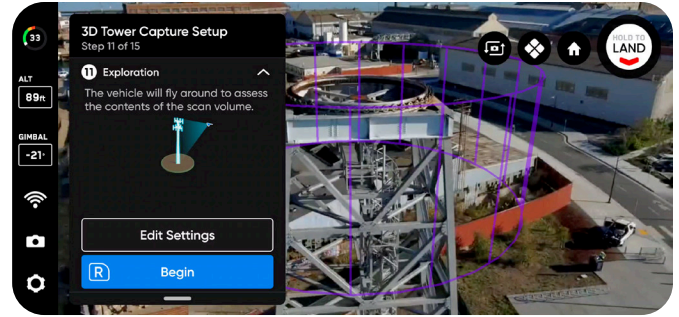 33
ALT
89ft
GIMBAL
-21°
3D Tower Capture Setup
Step 11 of 15
11 Exploration
The vehicle will fly around to assess
the contents of the scan volume.
Edit Settings
R Begin
HOLD TO
LAND